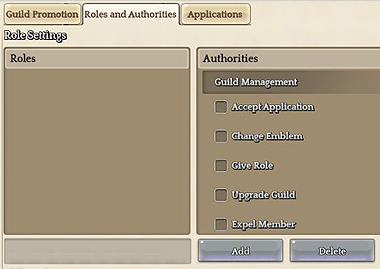 Guild Promotion
Roles and Authorities
Applications
Role Settings
Roles
Authorities
Guild Management
Accept Application
Change Emblem
Give Role
Upgrade Guild
Expel Member
Add
Delete